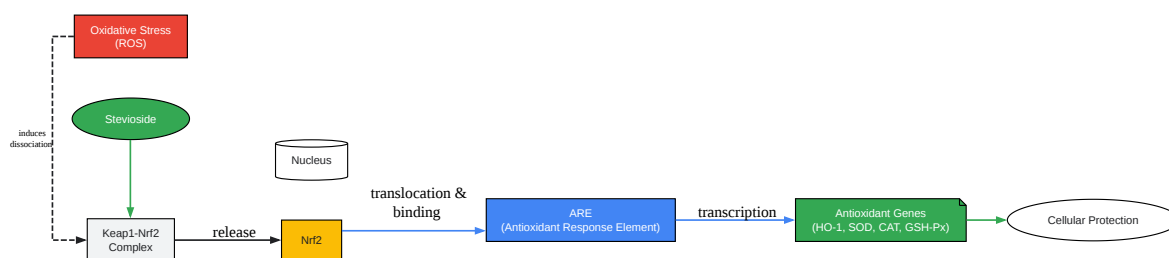 Oxidative Stress
(ROS)
Stevioside
induces
dissociation
Nucleus
Keap1-Nrf2
Complex
release
Nrf2
translocation &
binding
ARE
(Antioxidant Response Element)
transcription
Antioxidant Genes
(HO-1, SOD, CAT, GSH-Px)
Cellular Protection